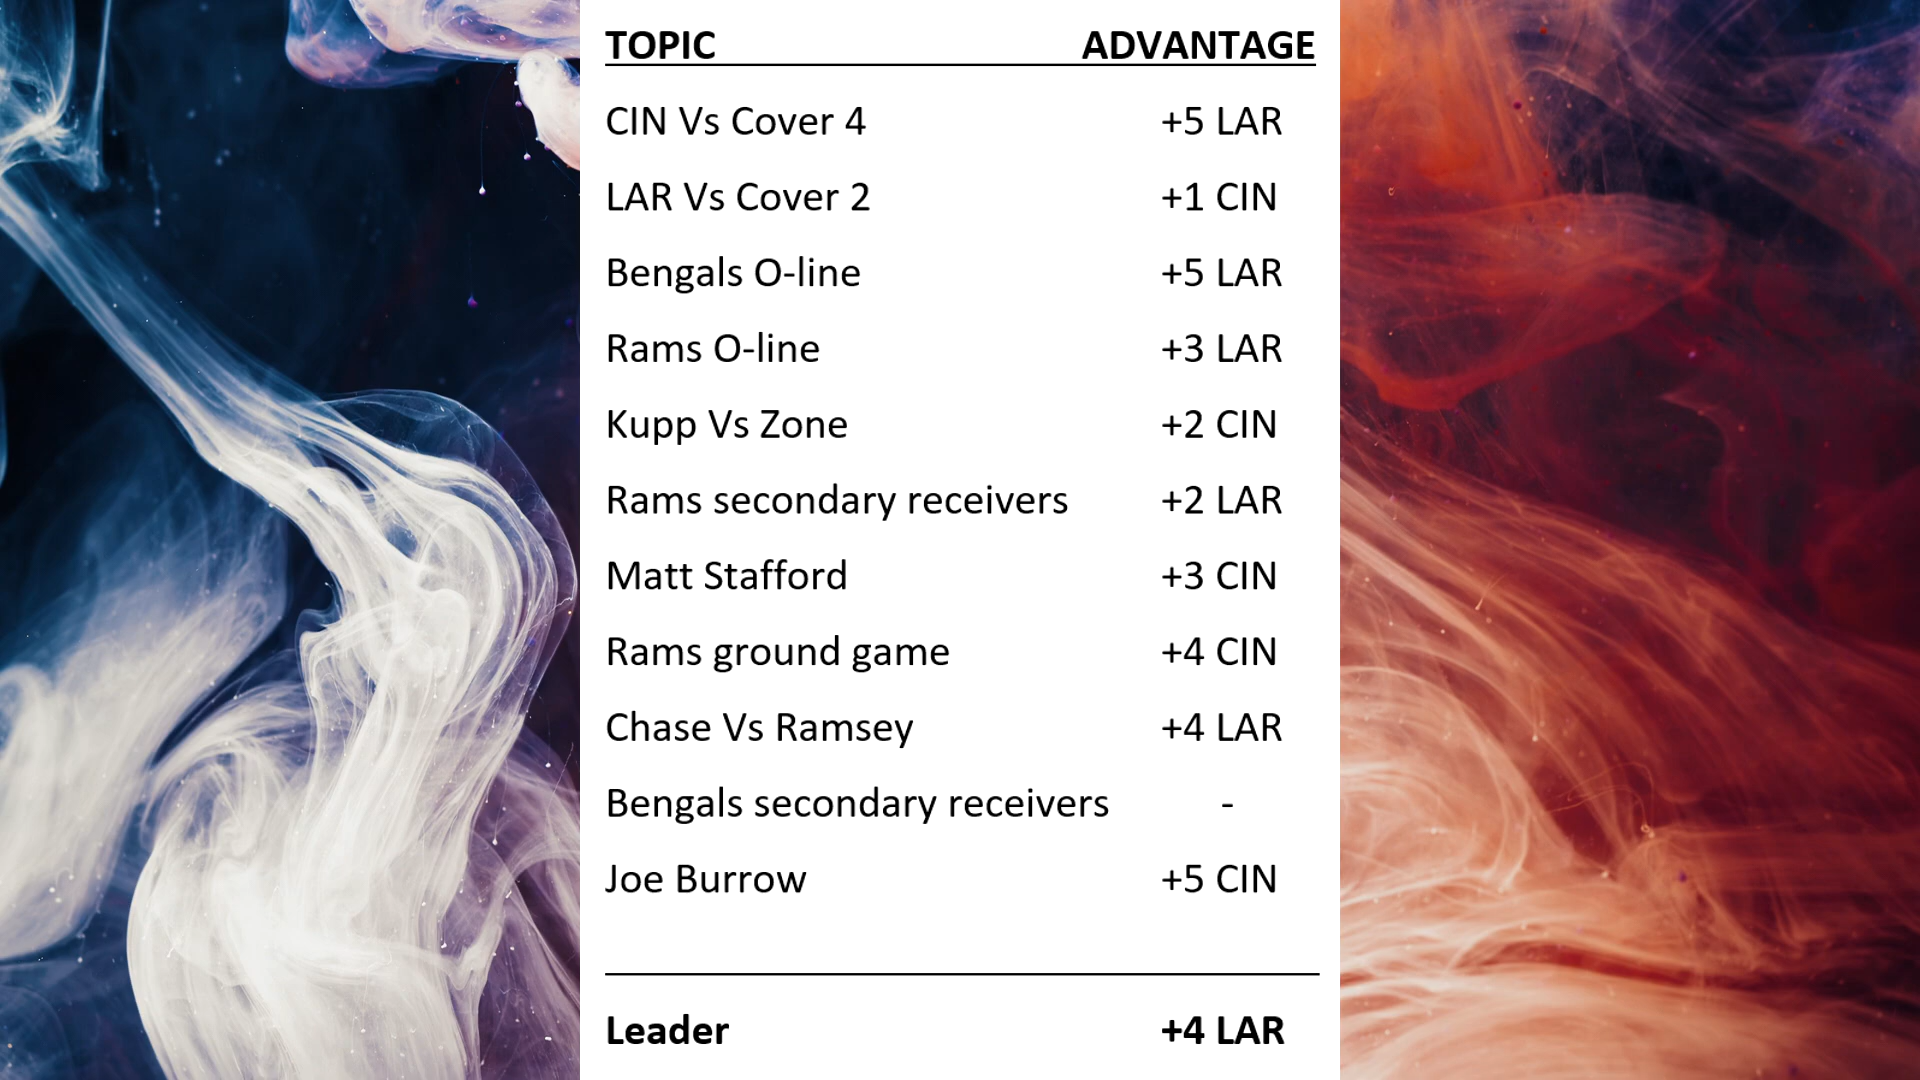 TOPIC ADVANTAGE
CIN Vs Cover 4 +5 LAR
LAR Vs Cover 2 +1 CIN
Bengals O-line +5 LAR
Rams O-line +3 LAR
Kupp Vs Zone +2 CIN
Rams secondary receivers +2 LAR
Matt Stafford +3 CIN
Rams ground game +4 CIN
Chase Vs Ramsey +4 LAR
Bengals secondary receivers -
Joe Burrow +5 CIN
Leader +4 LAR